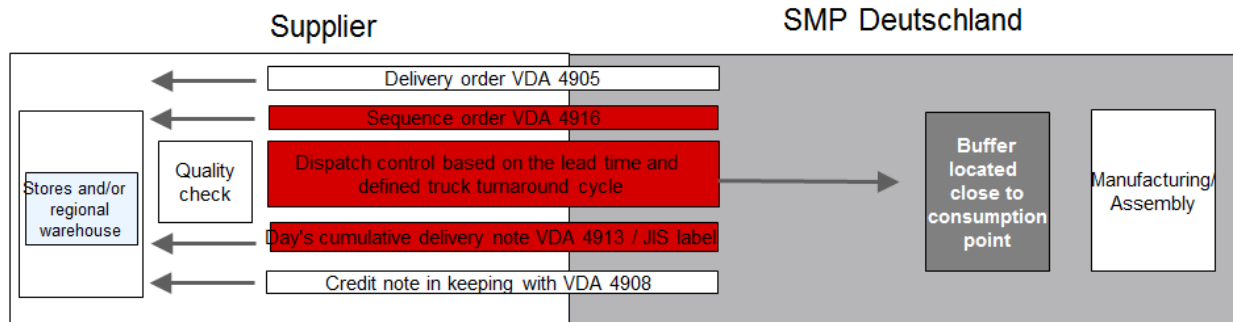 Supplier
SMP Deutschland
Delivery order VDA 4905
Sequence order VDA 4916
Dispatch control based on the lead time and
defined truck turnaround cycle
Day's cumulative delivery note VDA 4913 / JIS label
Credit note in keeping with VDA 4908
Stores and/or
regional
warehouse
Quality
check
Buffer
located
close to
consumption
point
Manufacturing/
Assembly